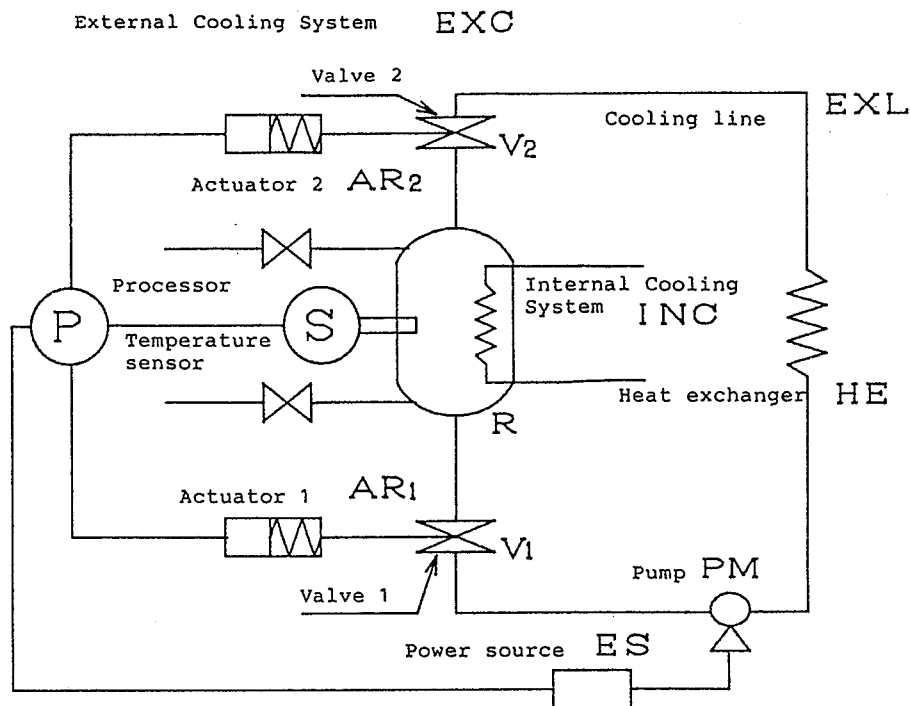 External Cooling System EXC
Valve 2
EXL
Cooling line
V2
Actuator 2 AR2
Processor
Internal Cooling
System
INC
P
S
Temperature
sensor
Heat exchanger HE
R
Actuator 1 AR1
V1
Pump PM
Valve 1
Power source ES